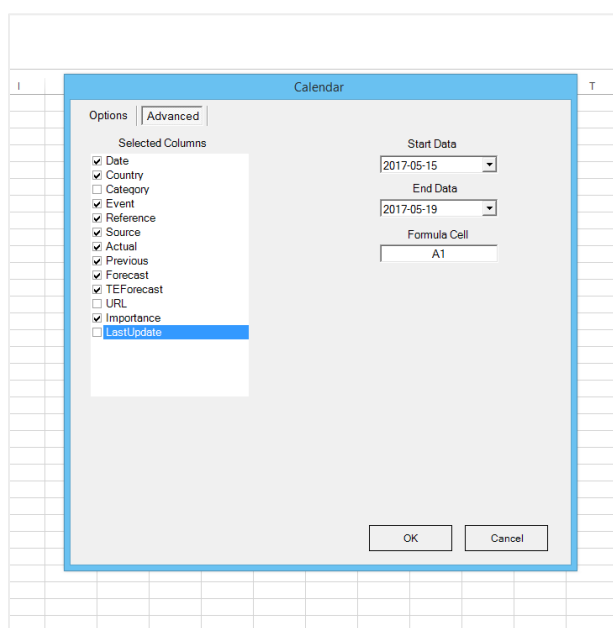 I
T
Calendar
Options
Advanced
Selected Columns
Date
Country
Category
Event
Reference
Source
Actual
Previous
Forecast
TEForecast
URL
Importance
LastUpdate
Start Data
2017-05-15
End Data
2017-05-19
Formula Cell
A1
OK
Cancel